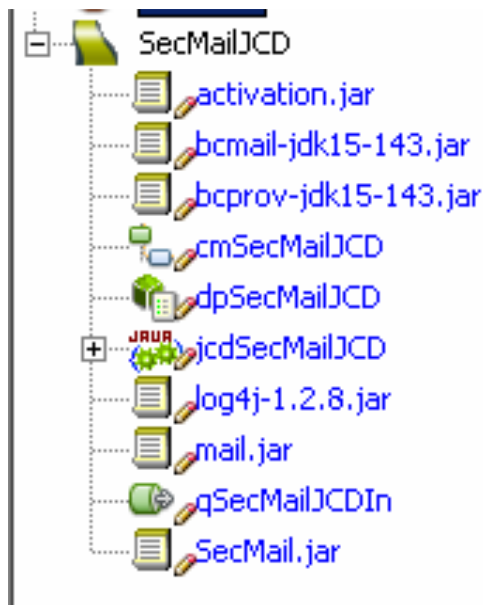 SecMailJCD
activation.jar
bcmail-jdk15-143.jar
bcprov-jdk15-143.jar
cmSecMailJCD
dpSecMailJCD
JAVA
jcdSecMailJCD
log4j-1.2.8.jar
mail.jar
qSecMailJCDIn
SecMail.jar